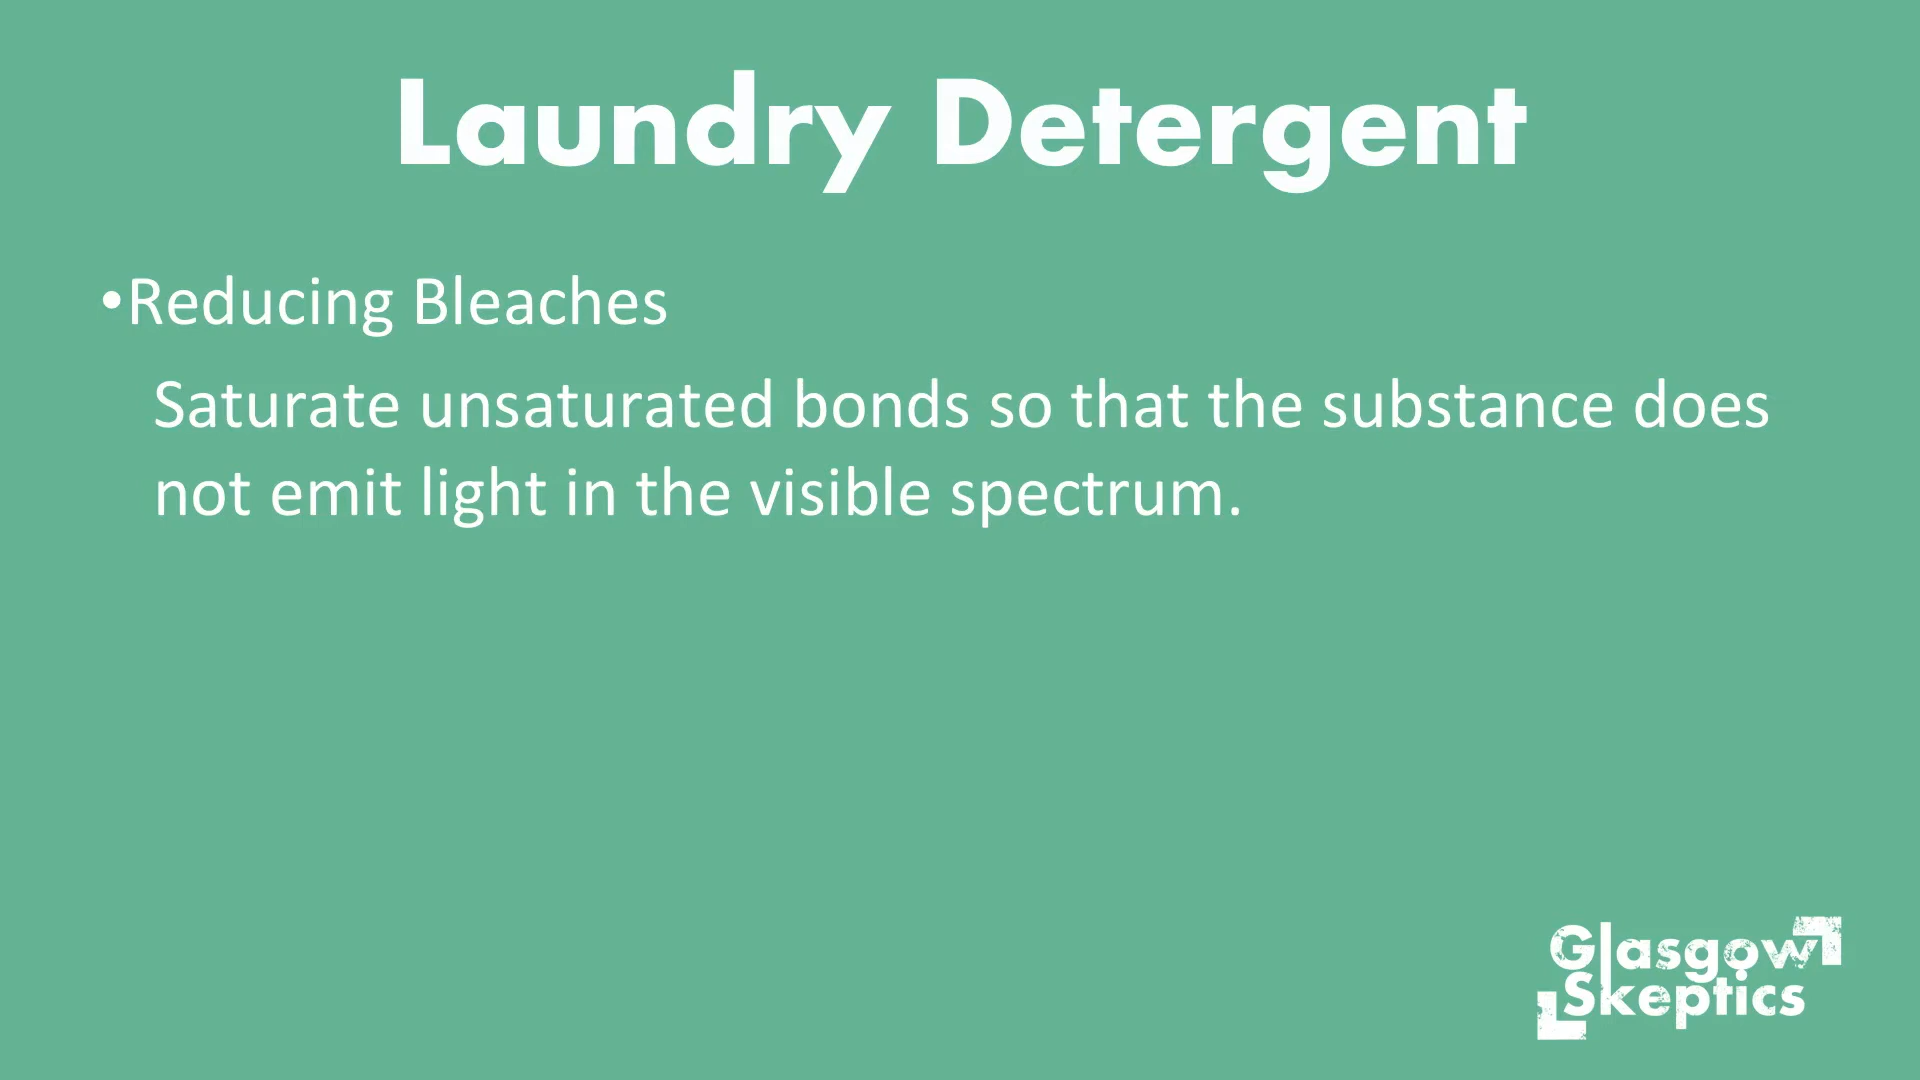 Laundry Detergent
•Reducing Bleaches
Saturate unsaturated bonds so that the substance does
not emit light in the visible spectrum.
Glasgow
Skeptics